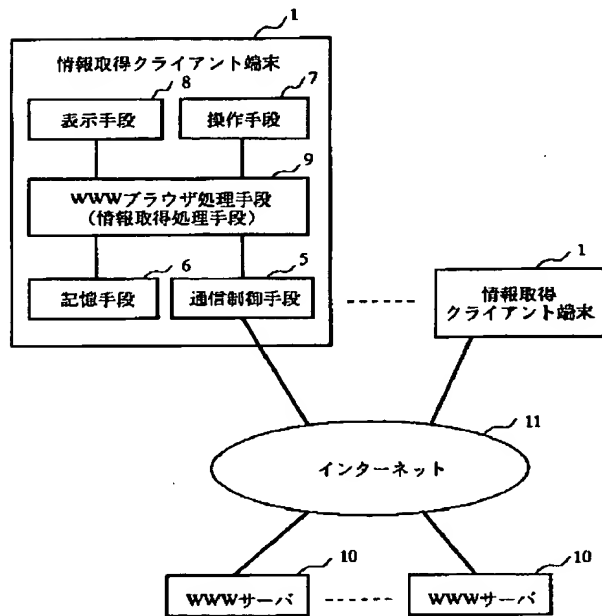 1
情報取得クライアント端末
8
7
表示手段
操作手段
9
WWWブラウザ処理手段
(情報取得処理手段)
6
5
記憶手段
通信制御手段
1
情報取得
クライアント端末
11
インターネット
10
10
WWWサーバ
WWWサーバ